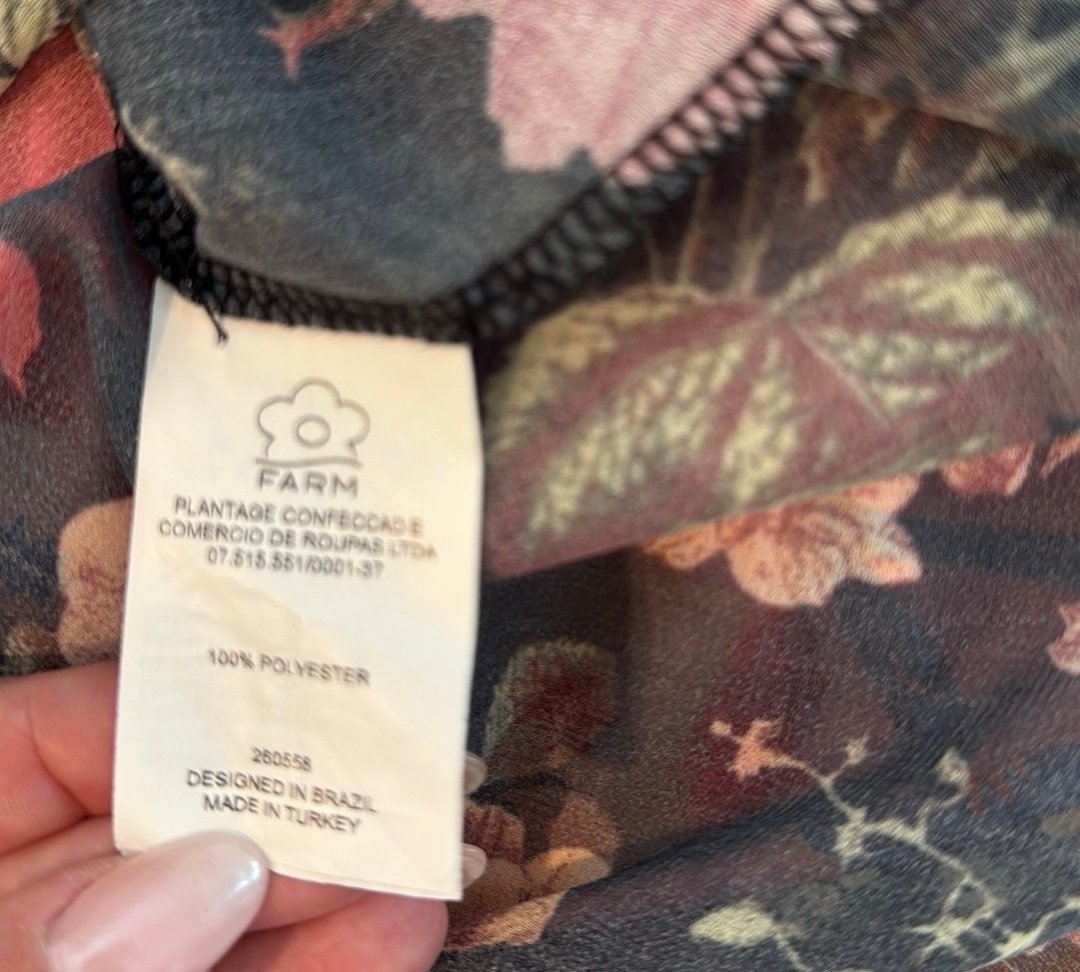 FARM
PLANTAGE CONFECCAO E
COMERCIO DE ROUPAS LTDA
07.515.551/0001-37
100% POLYESTER
260558
DESIGNED IN BRAZIL
MADE IN TURKEY